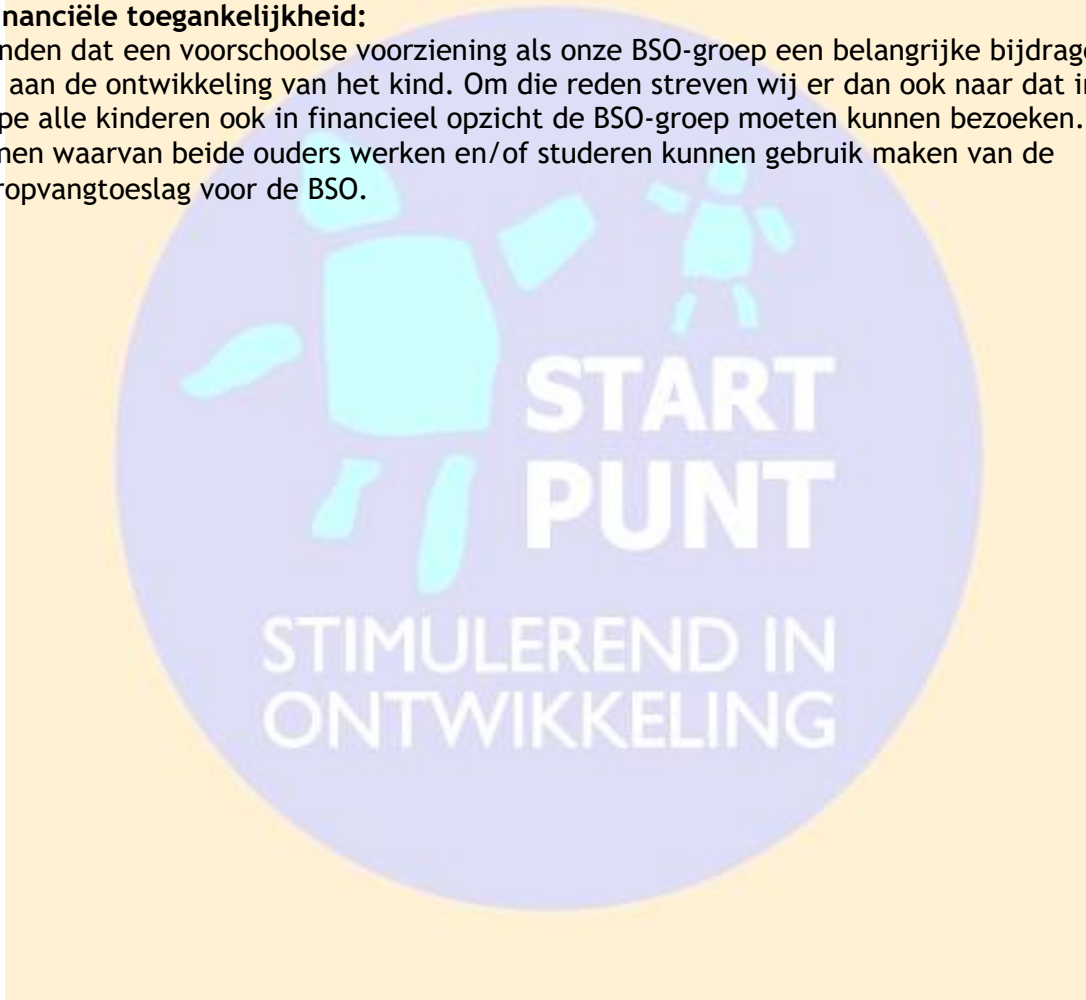 nanciële toegankelijkheid:
nden dat een voorschoolse voorziening als onze BSO-groep een belangrijke bijdrage
aan de ontwikkeling van het kind. Om die reden streven wij er dan ook naar dat in
pe alle kinderen ook in financieel opzicht de BSO-groep moeten kunnen bezoeken.
nen waarvan beide ouders werken en/of studeren kunnen gebruik maken van de
ropvangtoeslag voor de BSO.
START
PUNT
STIMULEREND IN
ONTWIKKELING